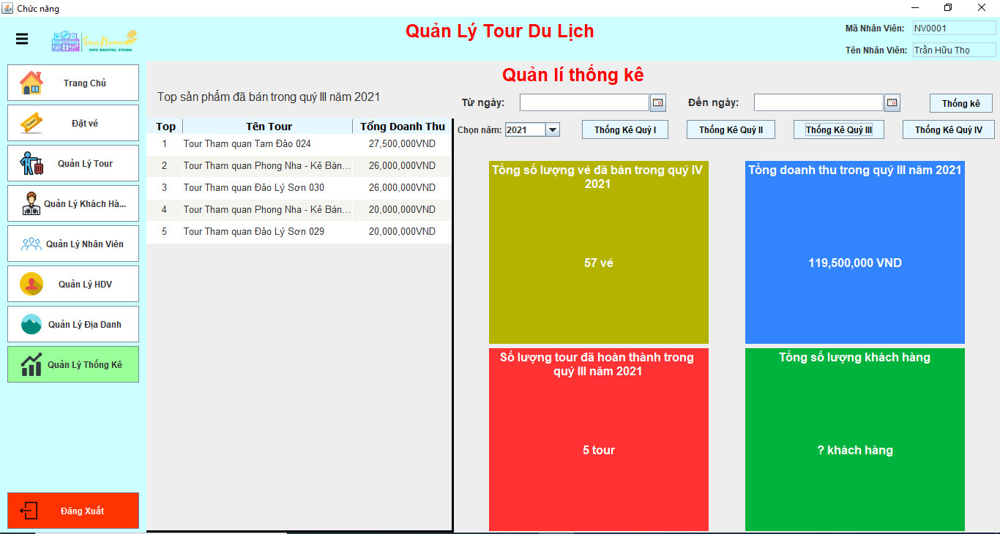 Chức năng
Quản Lý Tour Du Lịch
Mã Nhân Viên: NV0001
Tên Nhân Viên: Trần Hữu Thọ
Sunflower
DVD RENTAL STORE
Trang Chủ
Đặt vé
Quản Lý Tour
Quản Lý Khách Hà...
Quản Lý Nhân Viên
Quản Lý HDV
Quản Lý Địa Danh
Quản Lý Thống Kê
Đăng Xuất
Quản lí thống kê
Top sản phẩm đã bán trong quý III năm 2021
Top Tên Tour Tổng Doanh Thu
1 Tour Tham quan Tam Đảo 024 27,500,000VND
2 Tour Tham quan Phong Nha - Kẻ Bàn... 26,000,000VND
3 Tour Tham quan Đảo Lý Sơn 030 26,000,000VND
4 Tour Tham quan Phong Nha - Kẻ Bàn... 20,000,000VND
5 Tour Tham quan Đảo Lý Sơn 029 20,000,000VND
Từ ngày: Đến ngày: Thống kê
Chọn năm: 2021 Thống Kê Quý I Thống Kê Quý II Thống Kê Quý III Thống Kê Quý IV
Tổng số lượng vé đã bán trong quý IV
2021
57 vé
Tổng doanh thu trong quý III năm 2021
119,500,000 VND
Số lượng tour đã hoàn thành trong
quý III năm 2021
5 tour
Tổng số lượng khách hàng
? khách hàng